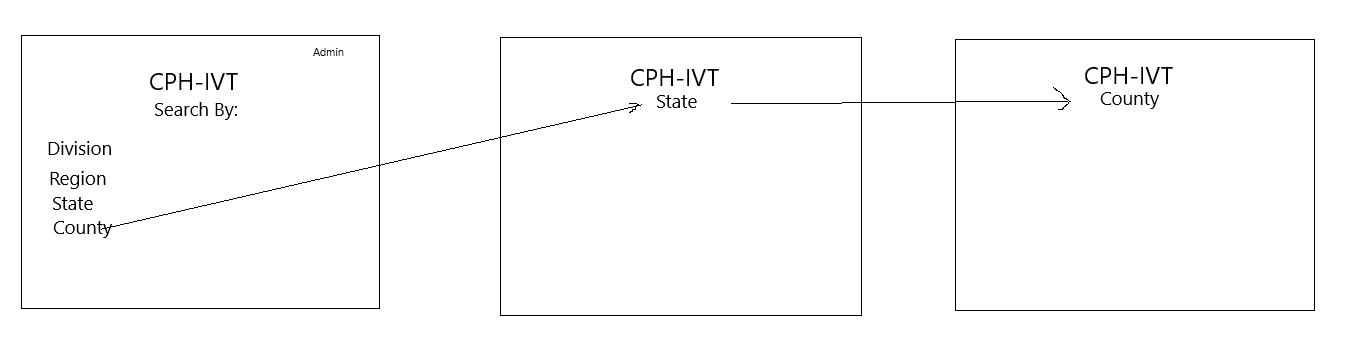 Admin
CPH-IVT
Search By:
Division
Region
State
County
CPH-IVT
State
CPH-IVT
County